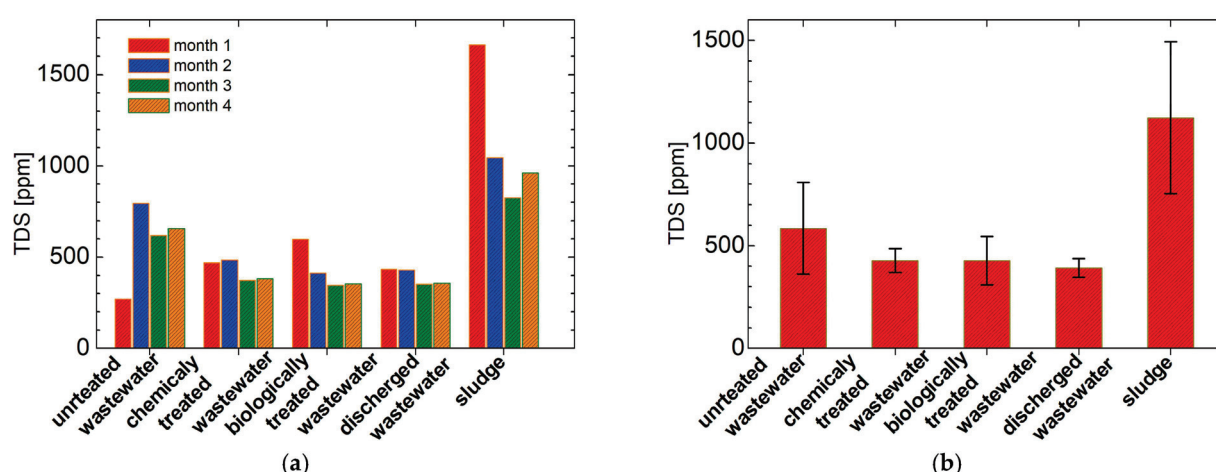 month 1
month 2
month 3
month 4
TDS [ppm]
1500
1000
500
0
unrteated
wastewater
chemicaly
treated
wastewater
biologically
treated
wastewater
discherged
wastewater
sludge
(a)
TDS [ppm]
1500
1000
500
0
unrteated
wastewater
chemicaly
treated
wastewater
biologically
treated
wastewater
discherged
wastewater
sludge
(b)